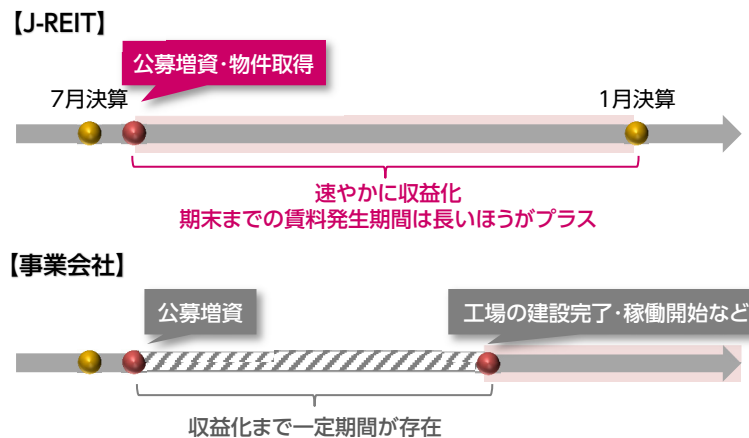 【J-REIT】
公募増資・物件取得
7月決算
1月決算
速やかに収益化
期末までの賃料発生期間は長いほうがプラス
【事業会社】
公募増資
工場の建設完了・稼働開始など
収益化まで一定期間が存在